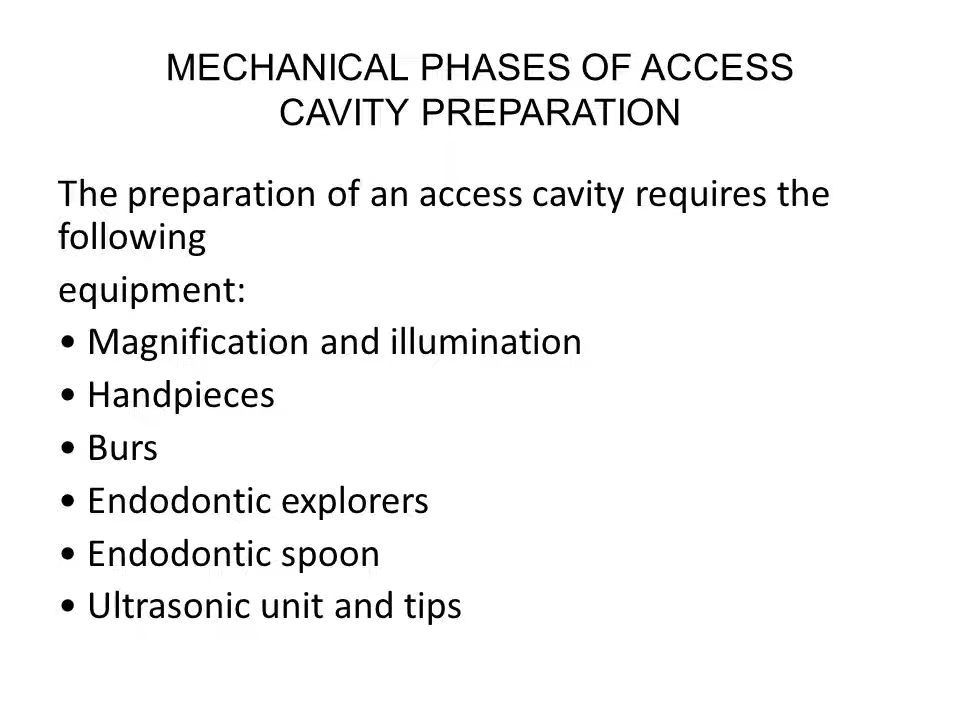 MECHANICAL PHASES OF ACCESS
CAVITY PREPARATION
The preparation of an access cavity requires the
following
equipment:
• Magnification and illumination
• Handpieces
• Burs
• Endodontic explorers
• Endodontic spoon
• Ultrasonic unit and tips